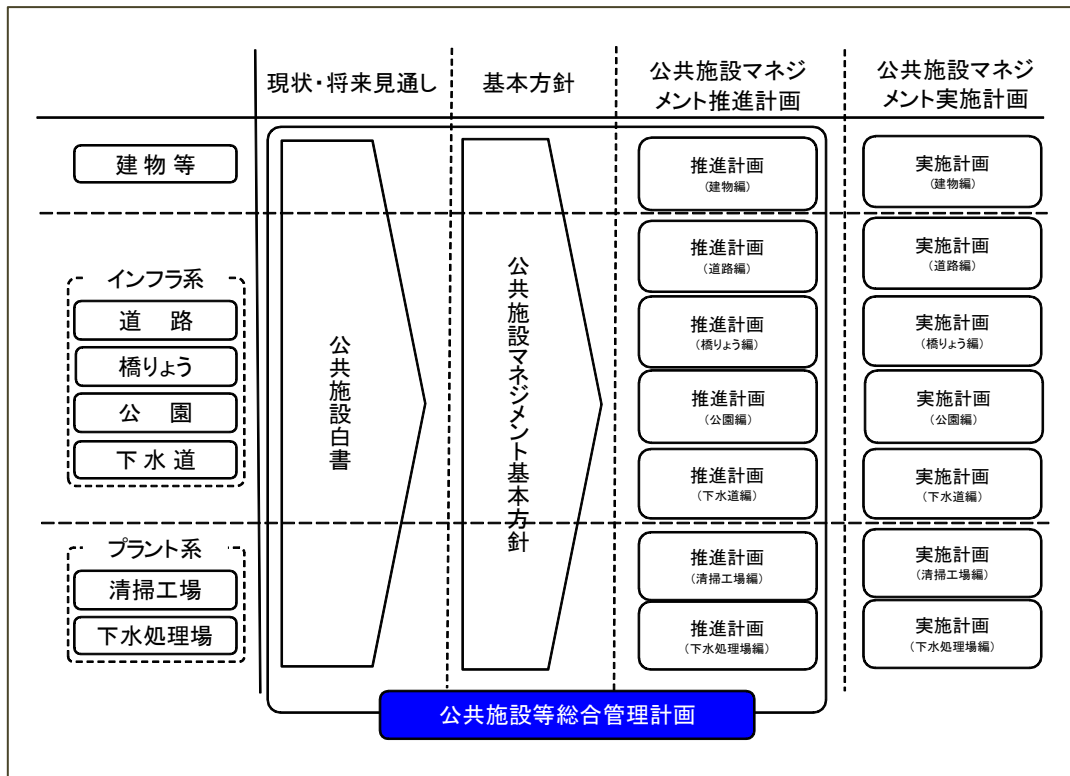 現状・将来見通し
基本方針
公共施設マネジ
メント推進計画
公共施設マネジ
メント実施計画
建物等
インフラ系
道 路
橋りょう
公 園
下水道
プラント系
清掃工場
下水処理場
公共施設白書
公共施設マネジメント基本方針
推進計画
(建物編)
推進計画
(道路編)
推進計画
(橋りょう編)
推進計画
(公園編)
推進計画
(下水道編)
推進計画
(清掃工場編)
推進計画
(下水処理場編)
実施計画
(建物編)
実施計画
(道路編)
実施計画
(橋りょう編)
実施計画
(公園編)
実施計画
(下水道編)
実施計画
(清掃工場編)
実施計画
(下水処理場編)
公共施設等総合管理計画